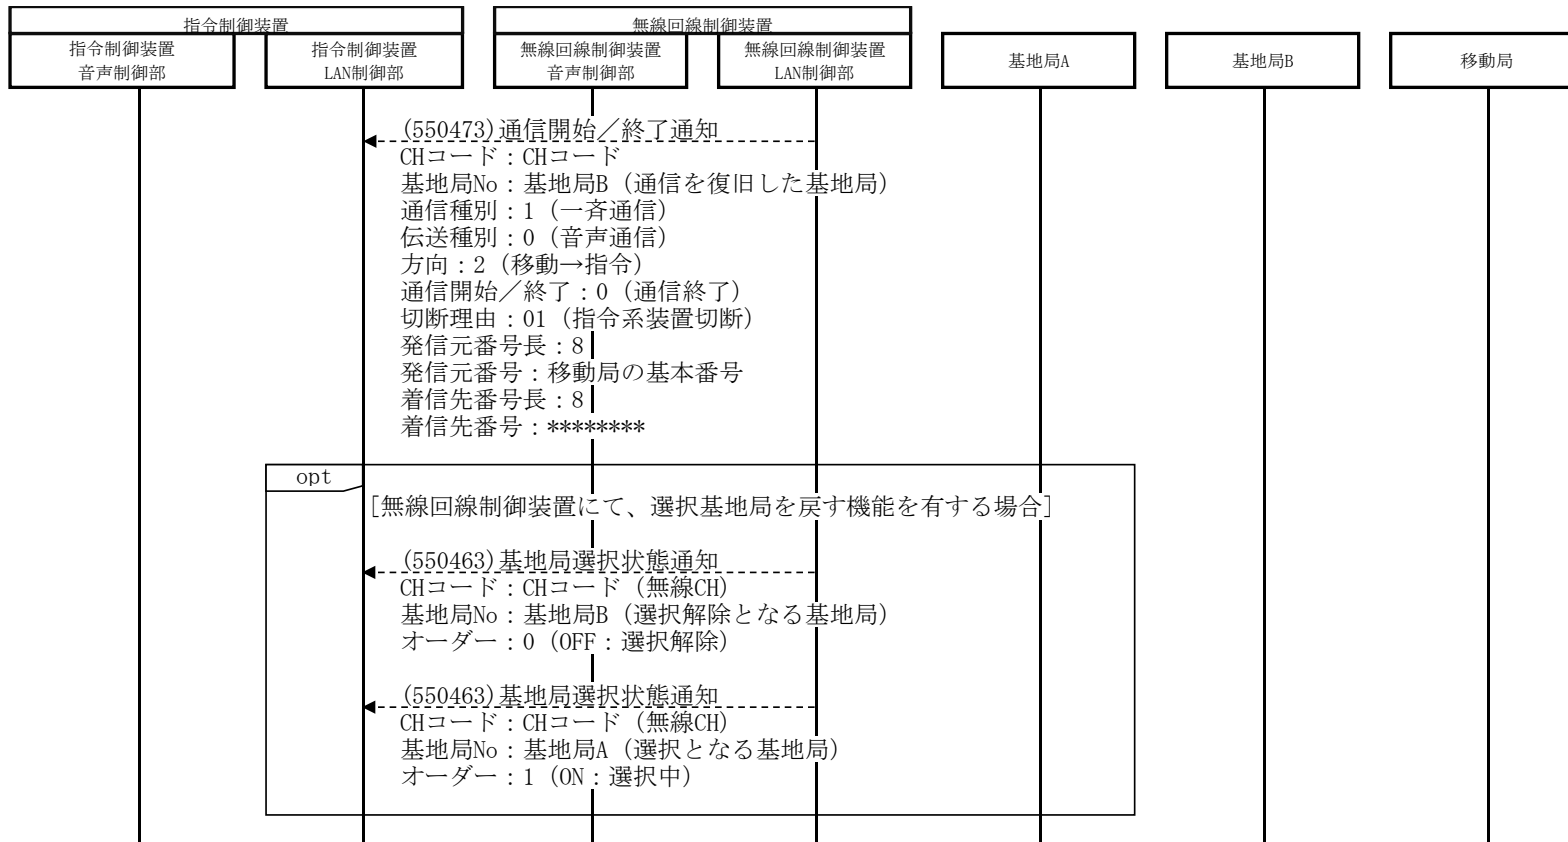 指令制御装置
無線回線制御装置
指令制御装置
音声制御部
指令制御装置
LAN制御部
無線回線制御装置
音声制御部
無線回線制御装置
LAN制御部
基地局A
基地局B
移動局
(550473)通信開始／終了通知
CHコード：CHコード
基地局No：基地局B（通信を復旧した基地局）
通信種別：1（一斉通信）
伝送種別：0（音声通信）
方向：2（移動→指令）
通信開始／終了：0（通信終了）
切断理由：01（指令系装置切断）
発信元番号長：8
発信元番号：移動局の基本番号
着信先番号長：8
着信先番号：********
opt
[無線回線制御装置にて、選択基地局を戻す機能を有する場合]
(550463)基地局選択状態通知
CHコード：CHコード（無線CH）
基地局No：基地局B（選択解除となる基地局）
オーダー：0（OFF：選択解除）
(550463)基地局選択状態通知
CHコード：CHコード（無線CH）
基地局No：基地局A（選択となる基地局）
オーダー：1（ON：選択中）